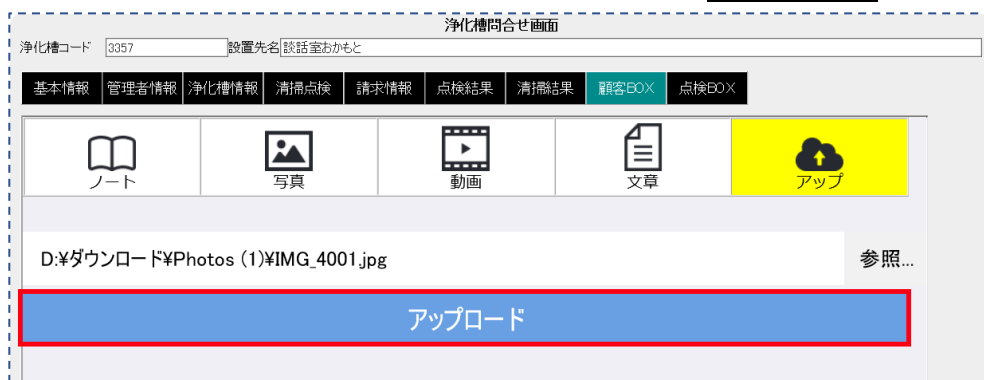 浄化槽問合せ画面
浄化槽コード 3357 設置先名 談話室おかもと
基本情報 管理者情報 浄化槽情報 清掃点検 請求情報 点検結果 清掃結果 顧客BOX 点検BOX
ノート 写真 動画 文章 アップ
D:¥ダウンロード¥Photos (1)¥IMG_4001.jpg 参照...
アップロード